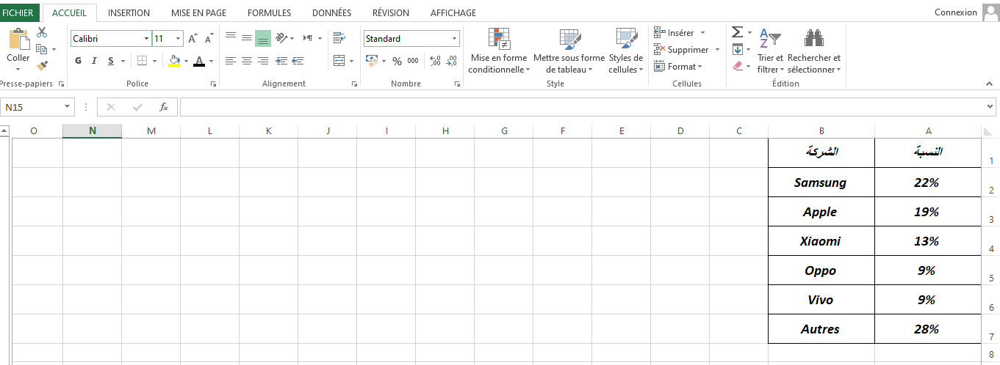 FICHIER ACCUEIL INSERTION MISE EN PAGE FORMULES DONNÉES RÉVISION AFFICHAGE Connexion
Coller
Presse-papiers
Calibri 11
G I S A
Police
Alignement
Standard
% 000
Nombre
Mise en forme conditionnelle
Mettre sous forme de tableau
Styles de cellules
Style
Insérer
Supprimer
Format
Cellules
Trier et filtrer
Rechercher et sélectionner
Édition
N15 fx
O N M L K J I H G F E D C B A
النسبة الشركة 1
Samsung 22% 2
Apple 19% 3
Xiaomi 13% 4
Oppo 9% 5
Vivo 9% 6
Autres 28% 7
8